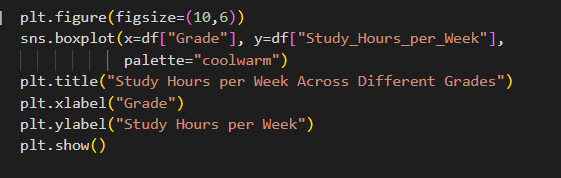 plt.figure(figsize=(10,6))
sns.boxplot(x=df["Grade"], y=df["Study_Hours_per_Week"],
            palette="coolwarm")
plt.title("Study Hours per Week Across Different Grades")
plt.xlabel("Grade")
plt.ylabel("Study Hours per Week")
plt.show()